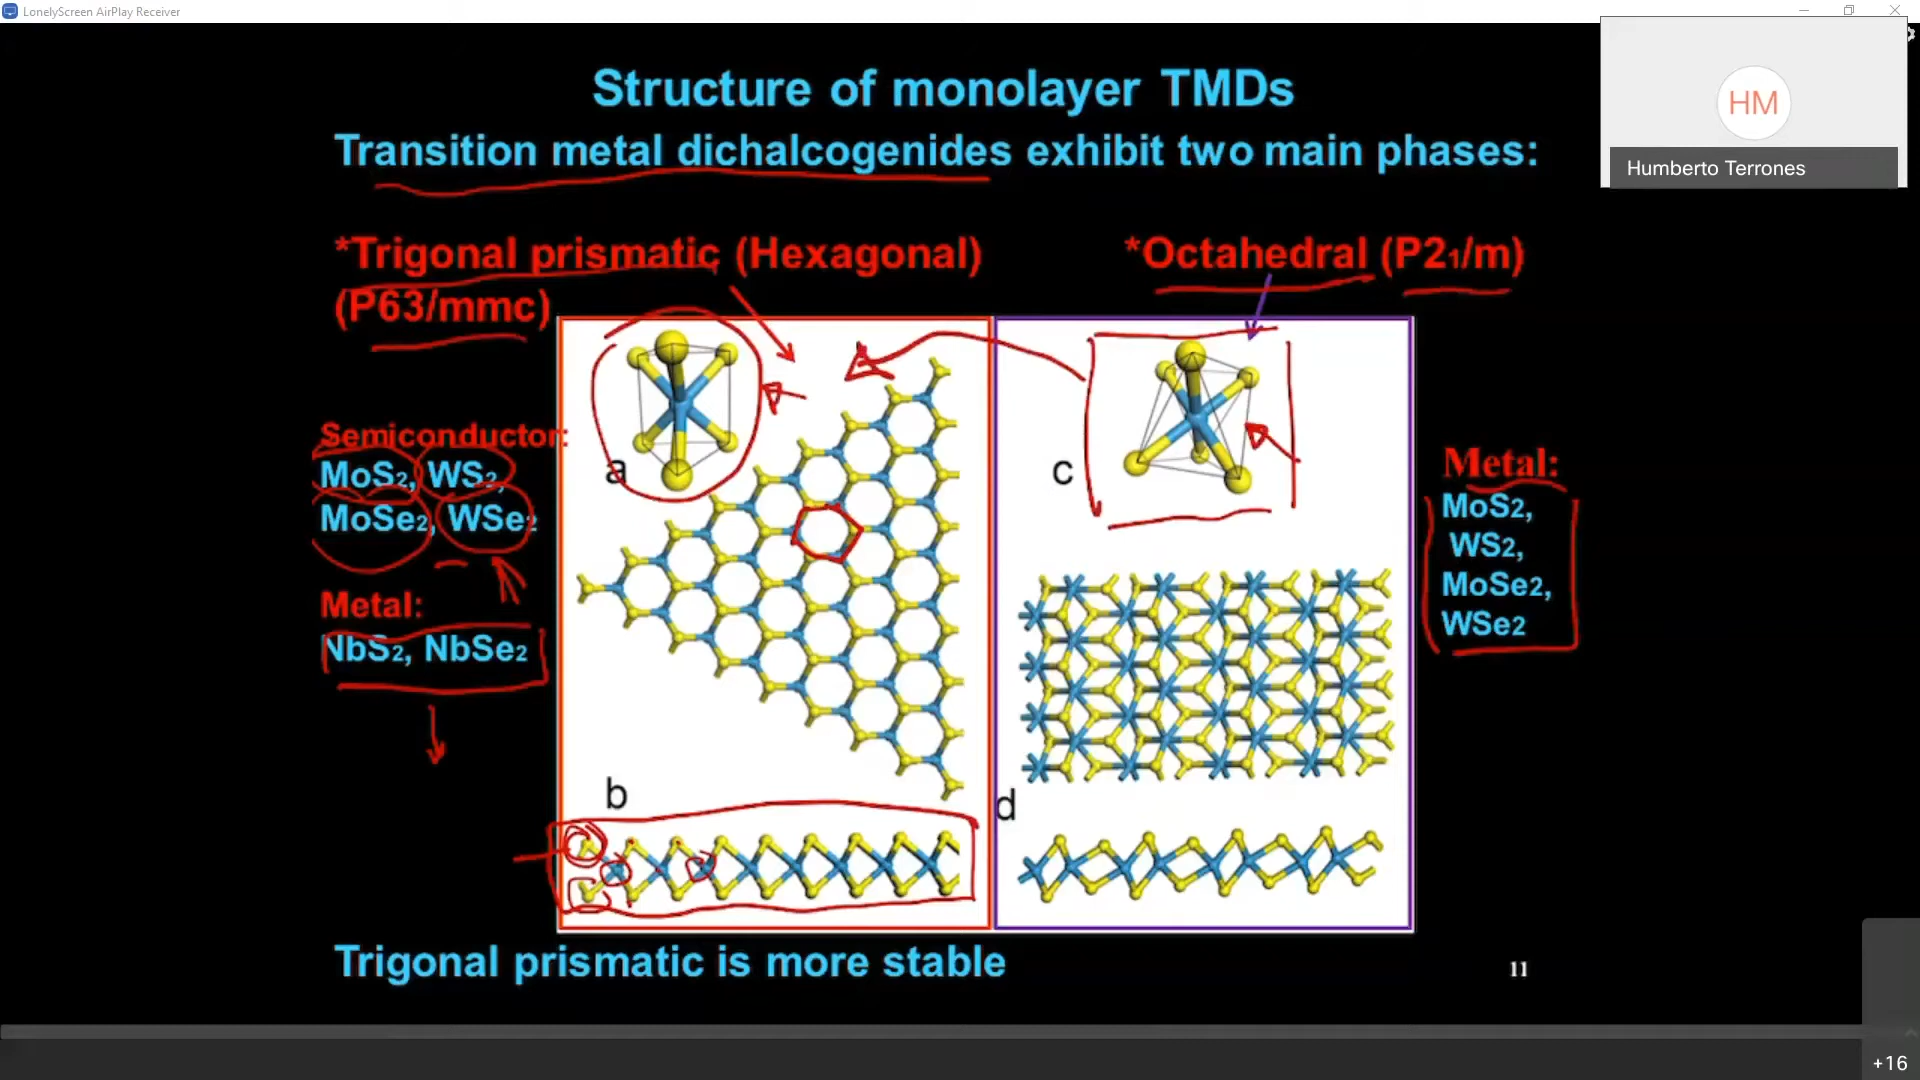 LonelyScreen AirPlay Receiver
Structure of monolayer TMDs
Transition metal dichalcogenides exhibit two main phases:
HM
Humberto Terrones
*Trigonal prismatic (Hexagonal)
(P63/mmc)
*Octahedral (P21/m)
Semiconductor:
MoS2, WS2,
MoSe2, WSe2
Metal:
NbS2, NbSe2
a
b
c
d
Metal:
MoS2,
WS2,
MoSe2,
WSe2
Trigonal prismatic is more stable
11
+16